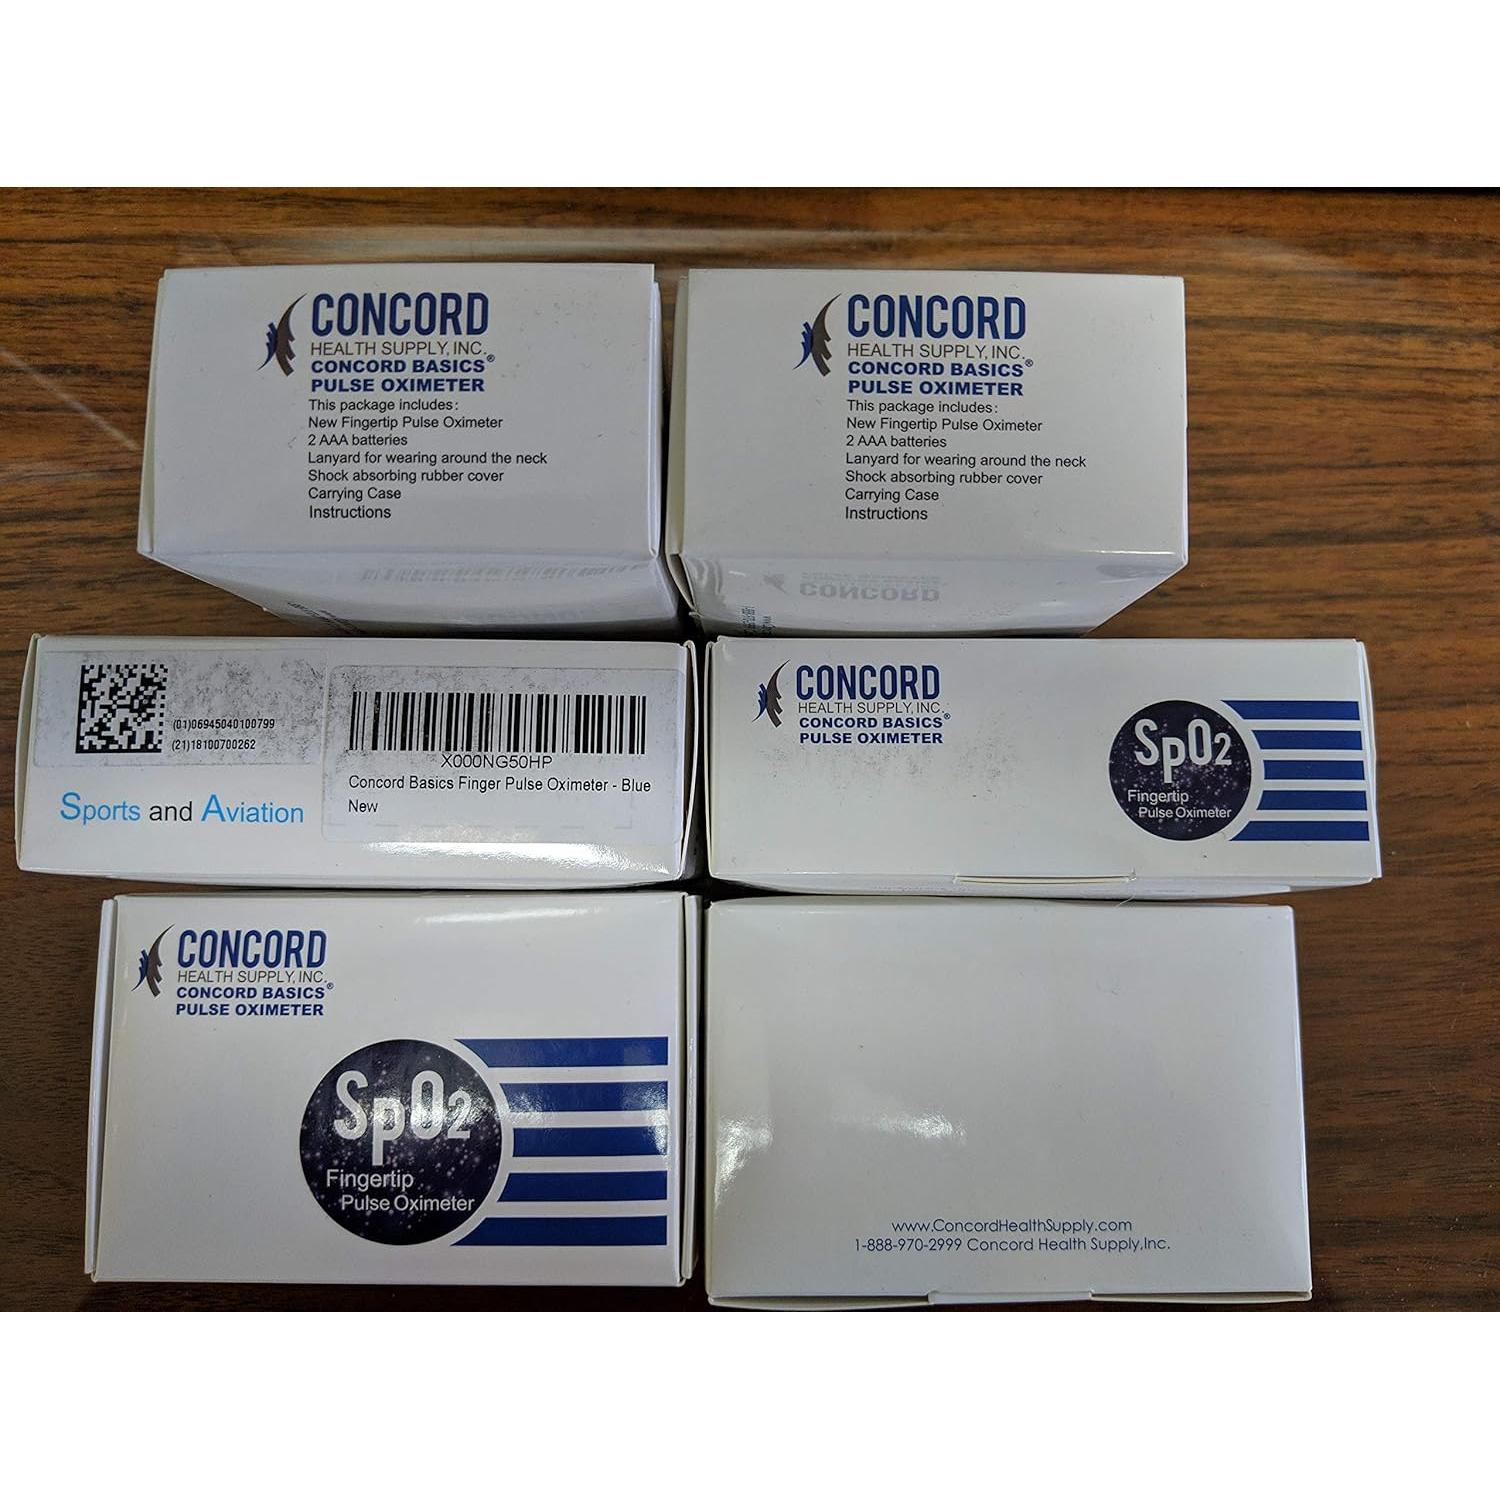 CONCORD
HEALTH SUPPLY, INC.
CONCORD BASICS®
PULSE OXIMETER
This package includes:
New Fingertip Pulse Oximeter
2 AAA batteries
Lanyard for wearing around the neck
Shock absorbing rubber cover
Carrying Case
Instructions
CONCORD
HEALTH SUPPLY, INC.
CONCORD BASICS®
PULSE OXIMETER
This package includes:
New Fingertip Pulse Oximeter
2 AAA batteries
Lanyard for wearing around the neck
Shock absorbing rubber cover
Carrying Case
Instructions
CONCORD
(01)06945040100799
(21)18100700262
Sports and Aviation
X000NG50HP
Concord Basics Finger Pulse Oximeter - Blue
New
CONCORD
HEALTH SUPPLY, INC.
CONCORD BASICS®
PULSE OXIMETER
SpO2
Fingertip
Pulse Oximeter
CONCORD
HEALTH SUPPLY, INC.
CONCORD BASICS®
PULSE OXIMETER
SpO2
Fingertip
Pulse Oximeter
www.ConcordHealthSupply.com
1-888-970-2999 Concord Health Supply,Inc.